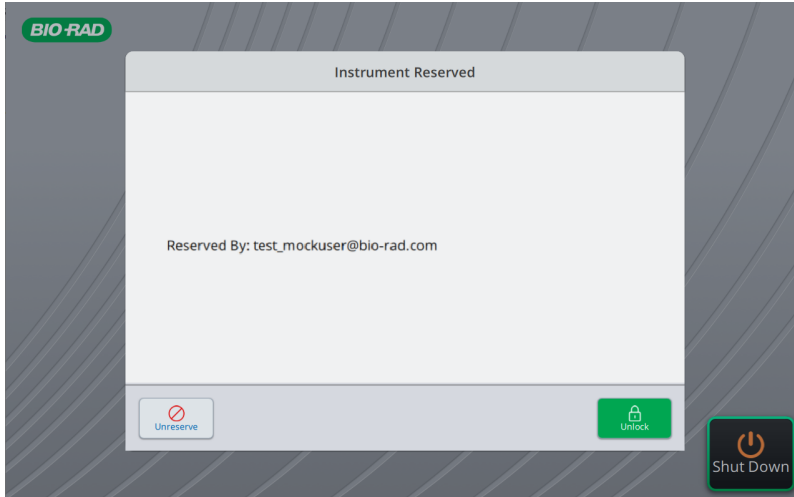 BIO-RAD
Instrument Reserved
Reserved By: test_mockuser@bio-rad.com
Unreserve
Unlock
Shut Down